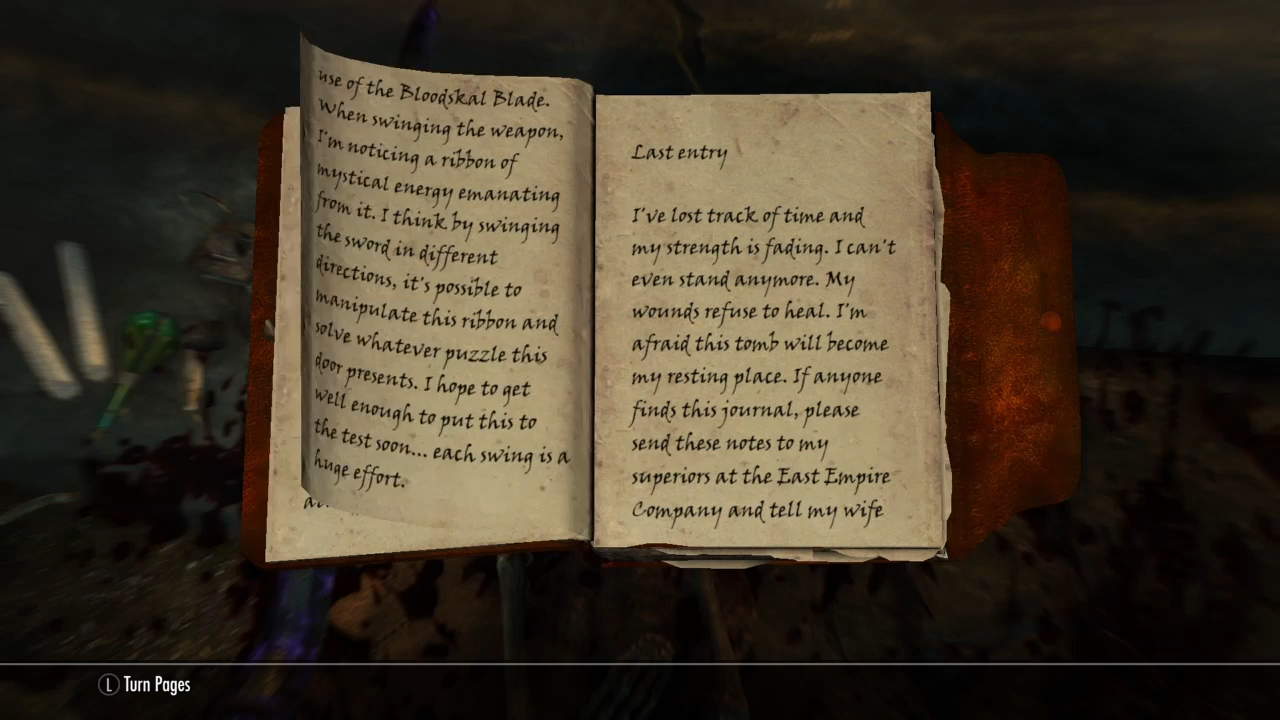 use of the Bloodskal Blade.
When swinging the weapon,
I'm noticing a ribbon of
mystical energy emanating
from it. I think by swinging
the sword in different
directions, it's possible to
manipulate this ribbon and
solve whatever puzzle this
door presents. I hope to get
well enough to put this to
the test soon... each swing is a
huge effort.
Last entry
I've lost track of time and
my strength is fading. I can't
even stand anymore. My
wounds refuse to heal. I'm
afraid this tomb will become
my resting place. If anyone
finds this journal, please
send these notes to my
superiors at the East Empire
Company and tell my wife
L Turn Pages